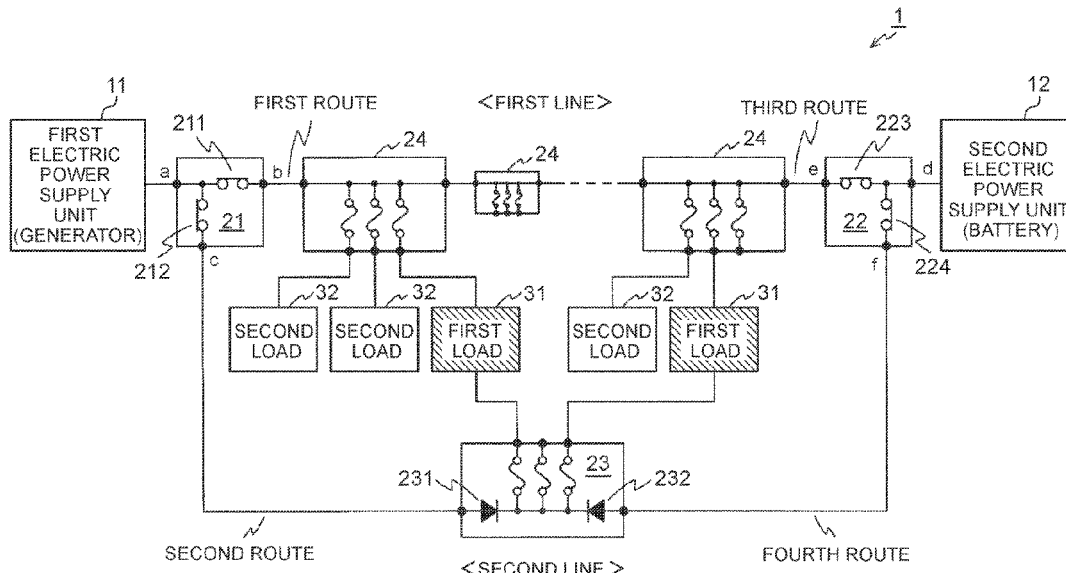 1
11
FIRST
ELECTRIC
POWER
SUPPLY
UNIT
(GENERATOR)
211
FIRST ROUTE
<FIRST LINE>
THIRD ROUTE
223
12
SECOND
ELECTRIC
POWER
SUPPLY UNIT
(BATTERY)
24
24
24
a
b
e
d
21
22
212
c
f
224
32
32
31
32
31
SECOND
LOAD
SECOND
LOAD
FIRST
LOAD
SECOND
LOAD
FIRST
LOAD
23
231
232
SECOND ROUTE
FOURTH ROUTE
<SECOND LINE>